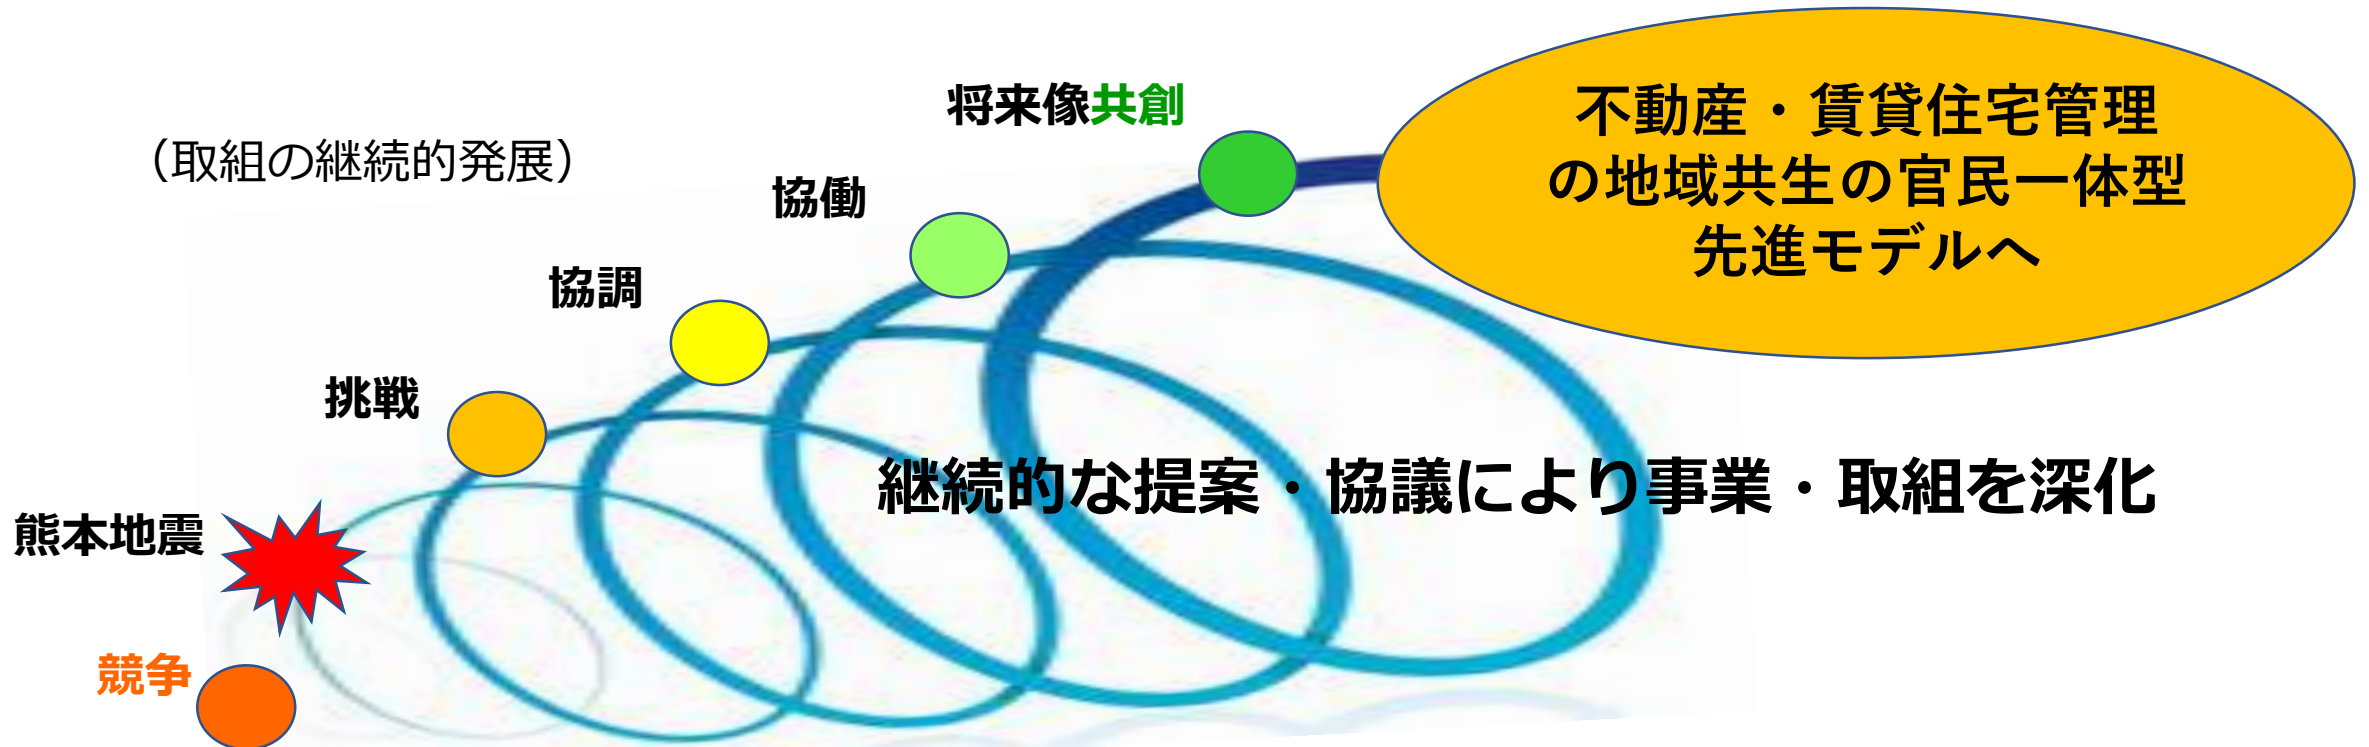 将来像共創
不動産・賃貸住宅管理
の地域共生の官民一体型
先進モデルへ
（取組の継続的発展）
協働
協調
挑戦
継続的な提案・協議により事業・取組を深化
熊本地震
競争